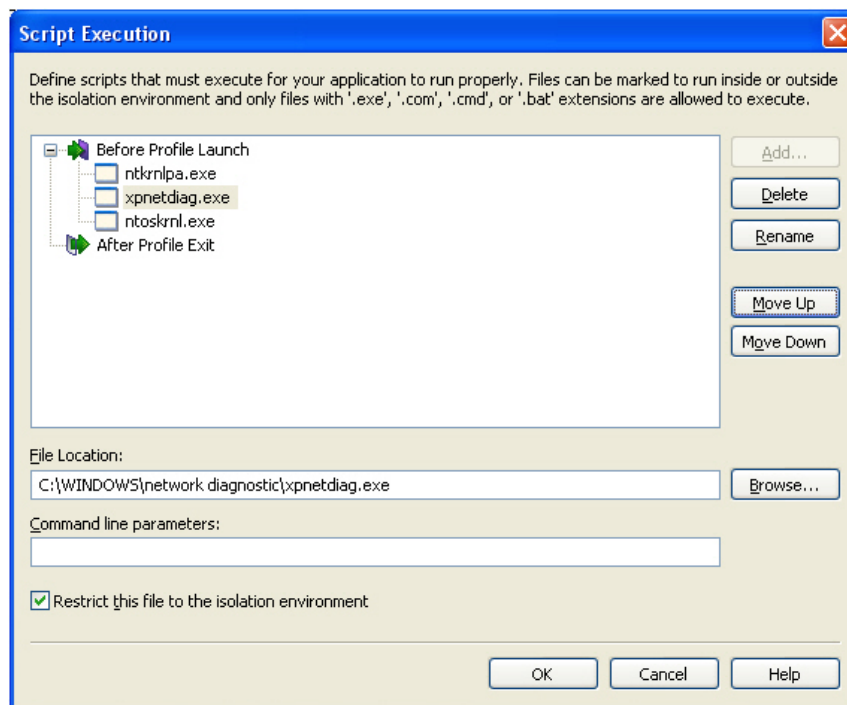 Script Execution
Define scripts that must execute for your application to run properly. Files can be marked to run inside or outside
the isolation environment and only files with '.exe', '.com', '.cmd', or '.bat' extensions are allowed to execute.
Before Profile Launch
ntkrnlpa.exe
xpnetdiag.exe
ntoskrnl.exe
After Profile Exit
Add...
Delete
Rename
Move Up
Move Down
File Location:
C:\WINDOWS\network diagnostic\xpnetdiag.exe
Browse...
Command line parameters:
Restrict this file to the isolation environment
OK
Cancel
Help